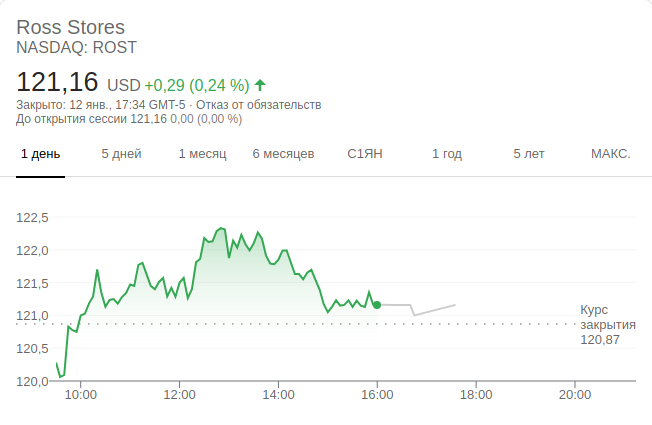 Ross Stores
NASDAQ: ROST
121,16 USD +0,29 (0,24 %)
Закрыто: 12 янв., 17:34 GMT-5 · Отказ от обязательств
До открытия сессии 121,16 0,00 (0,00 %)
1 день 5 дней 1 месяц 6 месяцев С1ЯН 1 год 5 лет МАКС.
122,5
122,0
121,5
121,0
Курс
закрытия
120,87
120,5
120,0
10:00 12:00 14:00 16:00 18:00 20:00